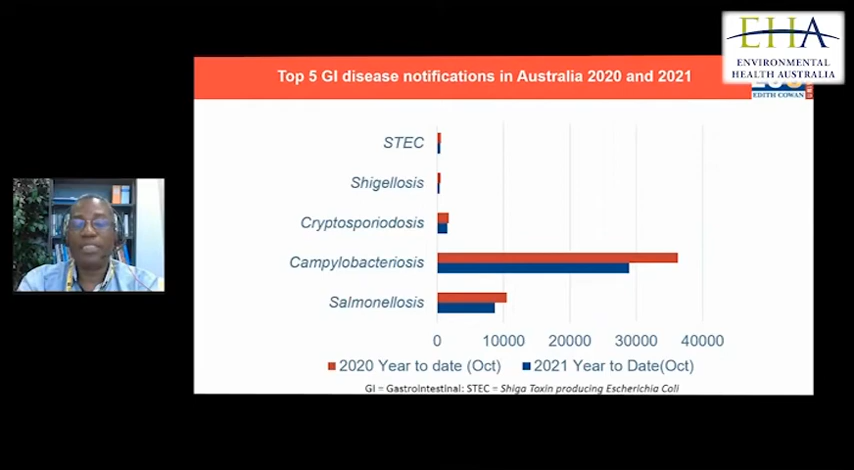 EHA
ENVIRONMENTAL
HEALTH AUSTRALIA
Top 5 GI disease notifications in Australia 2020 and 2021
EDITH COWAN
STEC
Shigellosis
Cryptosporiodosis
Campylobacteriosis
Salmonellosis
0 10000 20000 30000 40000
2020 Year to date (Oct) 2021 Year to Date(Oct)
GI = Gastrointestinal: STEC = Shiga Toxin producing Escherichia Coli